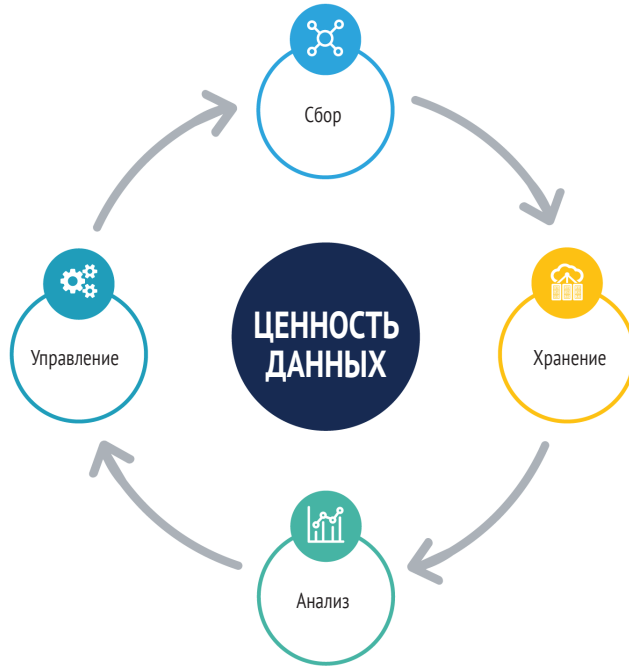 Сбор
Управление
ЦЕННОСТЬ
ДАННЫХ
Хранение
Анализ